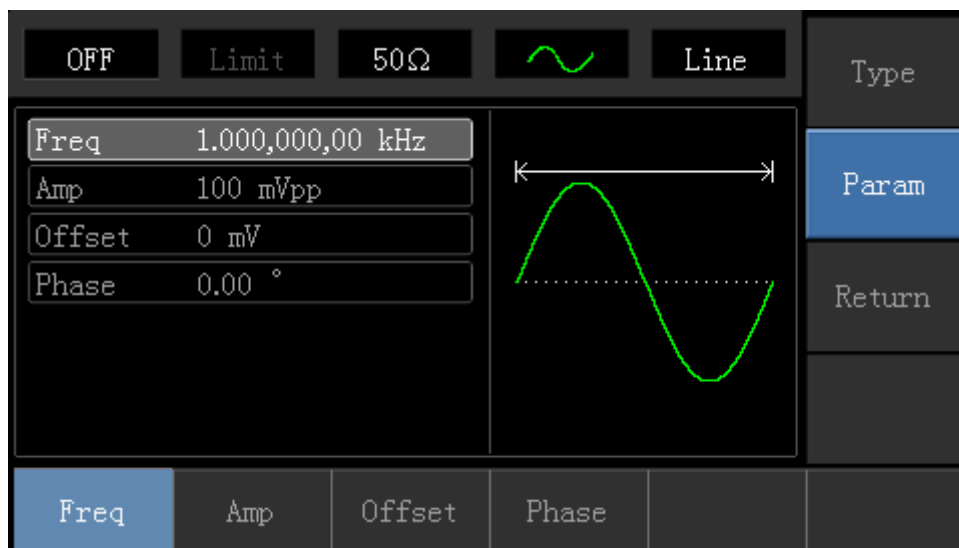 OFF Limit 50Ω Line
Type
Freq 1.000,000,00 kHz
Amp 100 mVpp
Param
Offset 0 mV
Phase 0.00 °
Return
Freq Amp Offset Phase